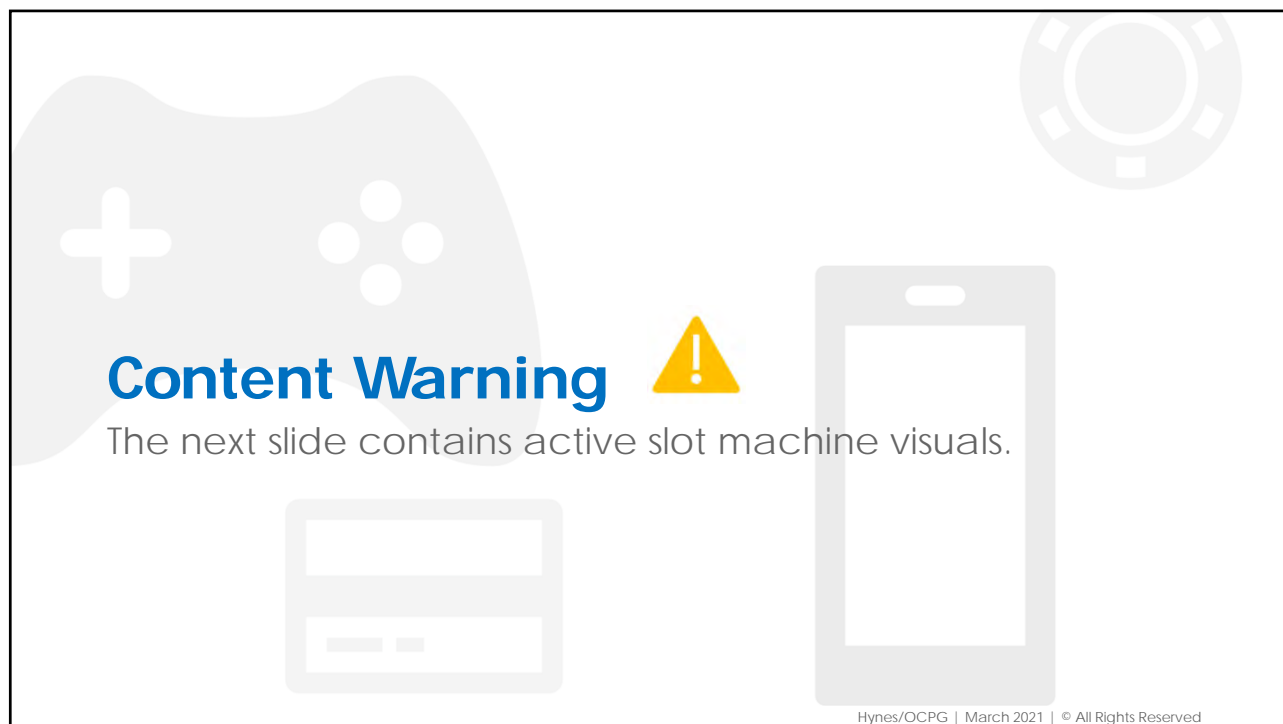 Content Warning
The next slide contains active slot machine visuals.
Hynes/OCPG | March 2021 | © All Rights Reserved